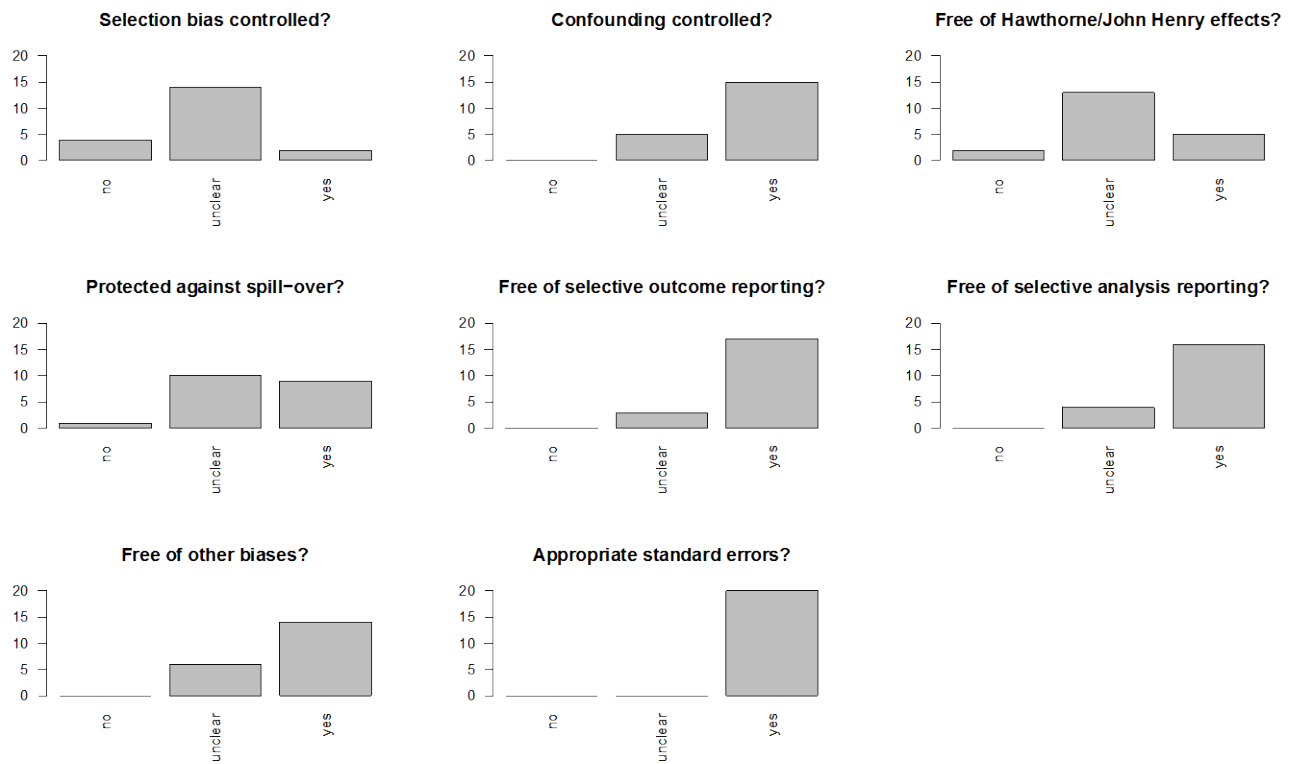 Selection bias controlled?
Confounding controlled?
Free of Hawthorne/John Henry effects?
20
15
10
5
0
no
unclear
yes
20
15
10
5
0
no
unclear
yes
20
15
10
5
0
no
unclear
yes
Protected against spill−over?
Free of selective outcome reporting?
Free of selective analysis reporting?
20
15
10
5
0
no
unclear
yes
20
15
10
5
0
no
unclear
yes
20
15
10
5
0
no
unclear
yes
Free of other biases?
Appropriate standard errors?
20
15
10
5
0
no
unclear
yes
20
15
10
5
0
no
unclear
yes